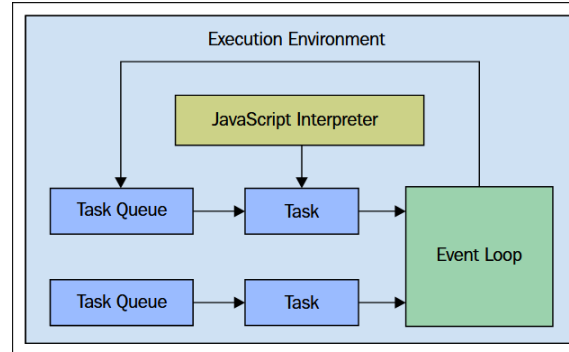 Execution Environment
JavaScript Interpreter
Task Queue
Task
Event Loop
Task Queue
Task